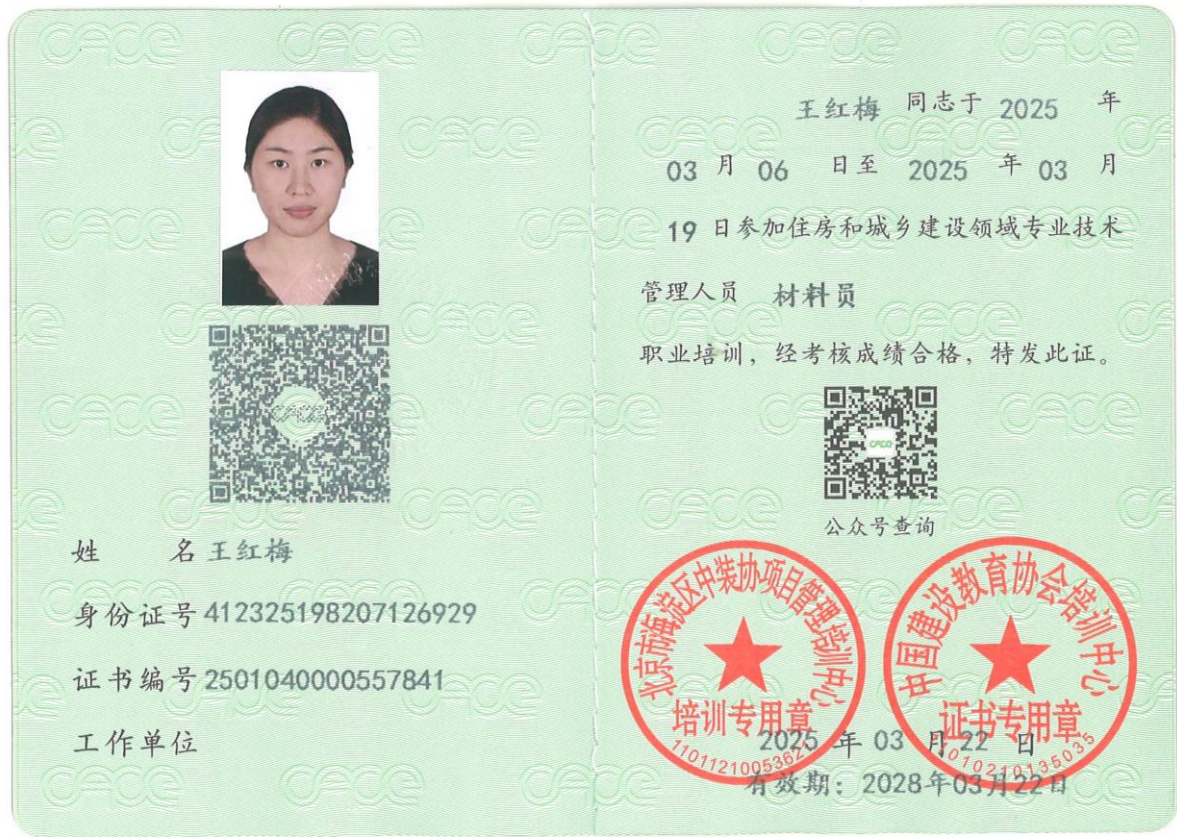 姓 名 王红梅
身份证号 412325198207126929
证书编号 2501040000557841
工作单位
王红梅 同志于 2025 年
03 月 06 日至 2025 年 03 月
19 日参加住房和城乡建设领域专业技术
管理人员 材料员
职业培训，经考核成绩合格，特发此证。
公众号查询
北京市海淀区中装协项目管理培训中心
培训专用章
中国建设教育协会培训中心
证书专用章
2025 年 03 月 22 日
有效期：2028年03月22日